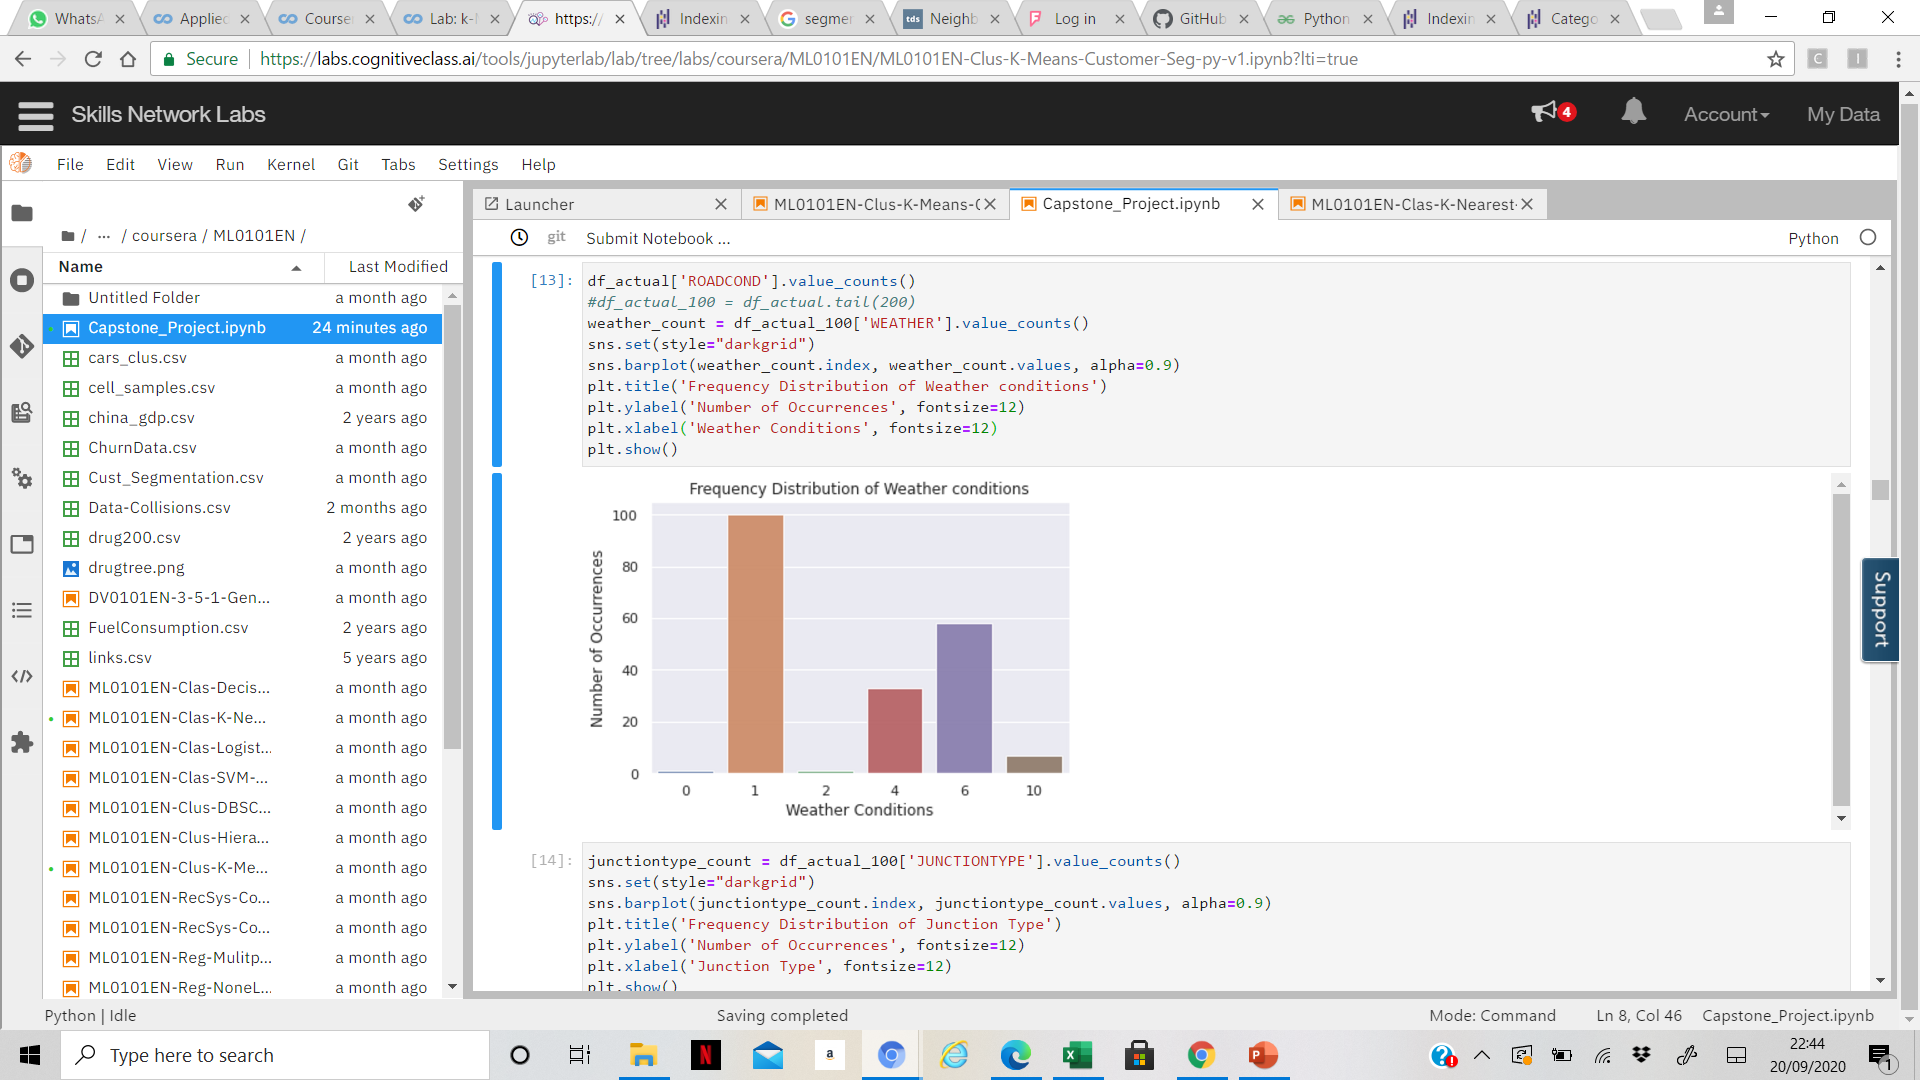 WhatsA
Applied
Course
Lab: k-N
https://
Indexin
segmer
Neighb
Log in
GitHub
Python
Indexin
Catego
Secure
https://labs.cognitiveclass.ai/tools/jupyterlab/lab/tree/labs/coursera/ML0101EN/ML0101EN-Clus-K-Means-Customer-Seg-py-v1.ipynb?lti=true
Skills Network Labs
4
Account
My Data
File Edit View Run Kernel Git Tabs Settings Help
Launcher
ML0101EN-Clus-K-Means-C
Capstone_Project.ipynb
ML0101EN-Clas-K-Nearest-
/ ... / coursera / ML0101EN /
git Submit Notebook ...
Python
Name Last Modified
Untitled Folder a month ago
Capstone_Project.ipynb 24 minutes ago
cars_clus.csv a month ago
cell_samples.csv a month ago
china_gdp.csv 2 years ago
ChurnData.csv a month ago
Cust_Segmentation.csv a month ago
Data-Collisions.csv 2 months ago
drug200.csv 2 years ago
drugtree.png a month ago
DV0101EN-3-5-1-Gen... a month ago
FuelConsumption.csv 2 years ago
links.csv 5 years ago
ML0101EN-Clas-Decis... a month ago
ML0101EN-Clas-K-Ne... a month ago
ML0101EN-Clas-Logist... a month ago
ML0101EN-Clas-SVM-... a month ago
ML0101EN-Clus-DBSC... a month ago
ML0101EN-Clus-Hiera... a month ago
ML0101EN-Clus-K-Me... a month ago
ML0101EN-RecSys-Co... a month ago
ML0101EN-RecSys-Co... a month ago
ML0101EN-Reg-Mulitp... a month ago
ML0101EN-Reg-NoneL... a month ago
[13]:
df_actual['ROADCOND'].value_counts()
#df_actual_100 = df_actual.tail(200)
weather_count = df_actual_100['WEATHER'].value_counts()
sns.set(style="darkgrid")
sns.barplot(weather_count.index, weather_count.values, alpha=0.9)
plt.title('Frequency Distribution of Weather conditions')
plt.ylabel('Number of Occurrences', fontsize=12)
plt.xlabel('Weather Conditions', fontsize=12)
plt.show()
Frequency Distribution of Weather conditions
Number of Occurrences
100
80
60
40
20
0
0 1 2 4 6 10
Weather Conditions
[14]:
junctiontype_count = df_actual_100['JUNCTIONTYPE'].value_counts()
sns.set(style="darkgrid")
sns.barplot(junctiontype_count.index, junctiontype_count.values, alpha=0.9)
plt.title('Frequency Distribution of Junction Type')
plt.ylabel('Number of Occurrences', fontsize=12)
plt.xlabel('Junction Type', fontsize=12)
plt.show()
Support
Python | Idle
Saving completed
Mode: Command
Ln 8, Col 46
Capstone_Project.ipynb
Type here to search
22:44
20/09/2020
1